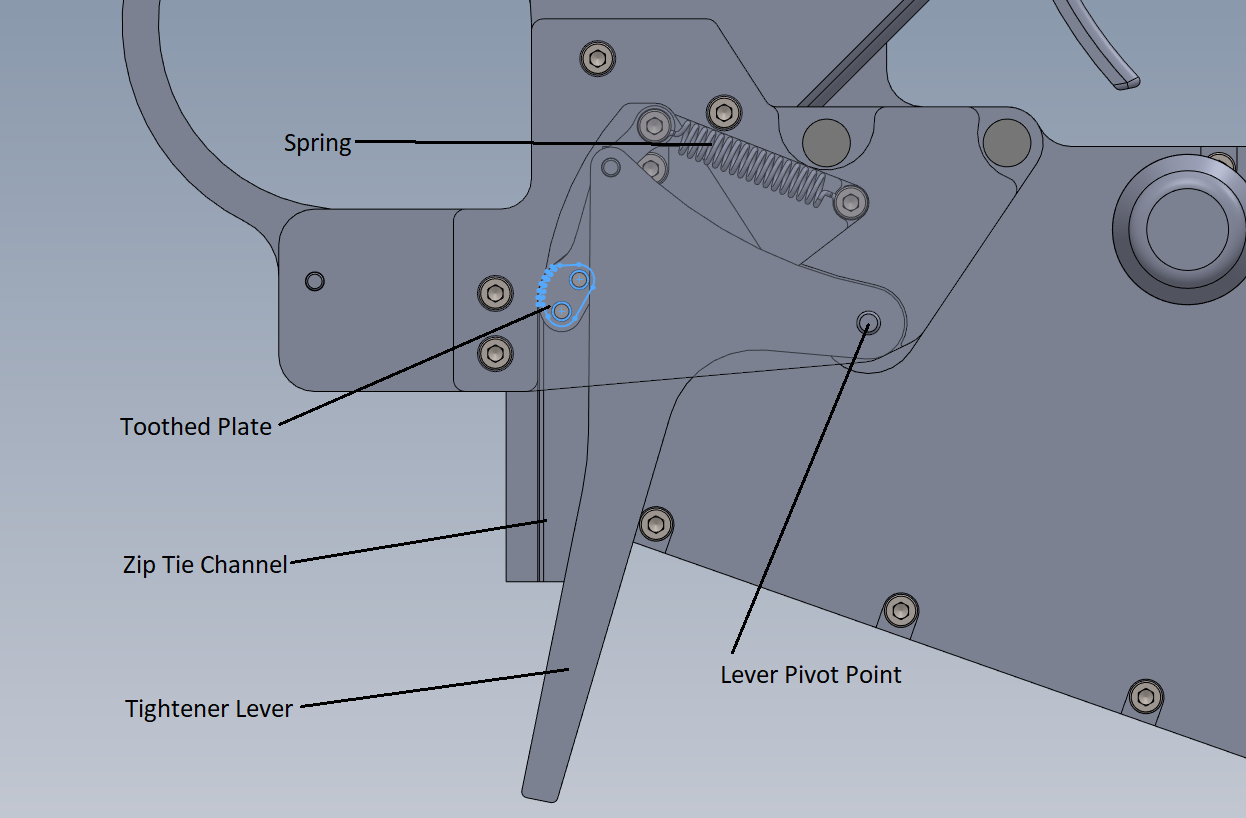 Spring
Toothed Plate
Zip Tie Channel
Lever Pivot Point
Tightener Lever